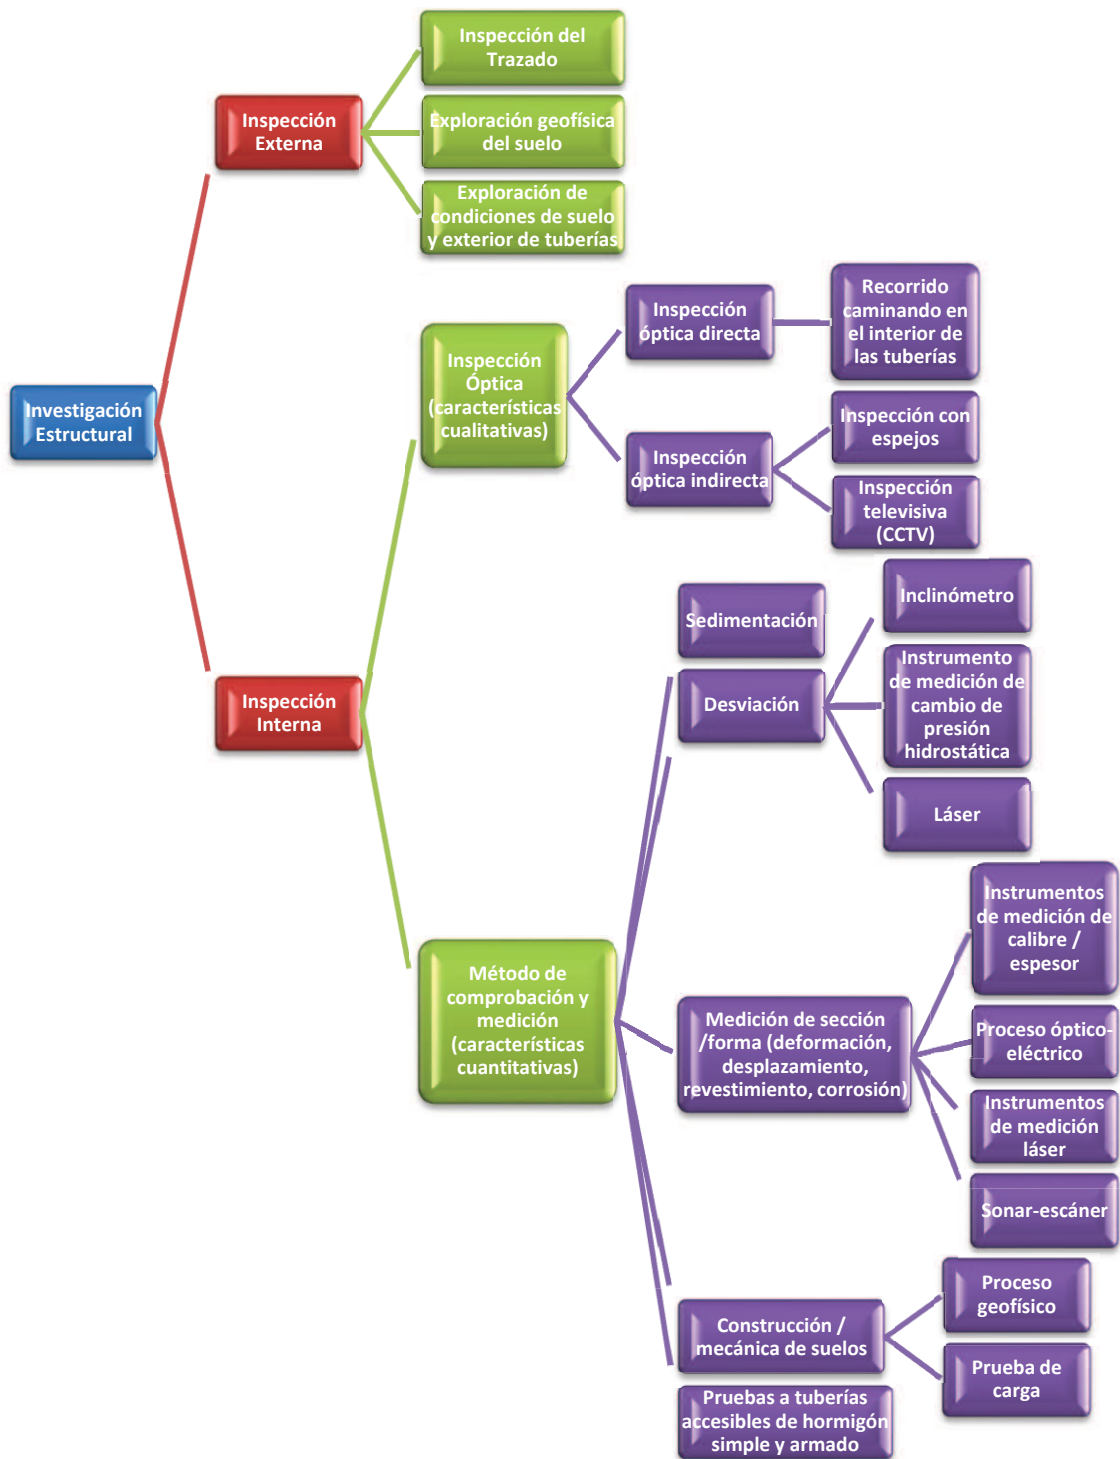 Inspección del
Trazado
Inspección
Externa
Exploración geofísica
del suelo
Exploración de
condiciones de suelo
y exterior de tuberías
Investigación
Estructural
Inspección
Óptica
(características
cualitativas)
Inspección
óptica directa
Recorrido
caminando en
el interior de
las tuberías
Inspección
óptica indirecta
Inspección con
espejos
Inspección
televisiva
(CCTV)
Inspección
Interna
Sedimentación
Desviación
Inclinómetro
Instrumento
de medición de
cambio de
presión
hidrostática
Láser
Método de
comprobación y
medición
(características
cuantitativas)
Medición de sección
/forma (deformación,
desplazamiento,
revestimiento, corrosión)
Instrumentos
de medición de
calibre /
espesor
Proceso óptico-
eléctrico
Instrumentos
de medición
láser
Sonar-escáner
Construcción /
mecánica de suelos
Proceso
geofísico
Prueba de
carga
Pruebas a tuberías
accesibles de hormigón
simple y armado